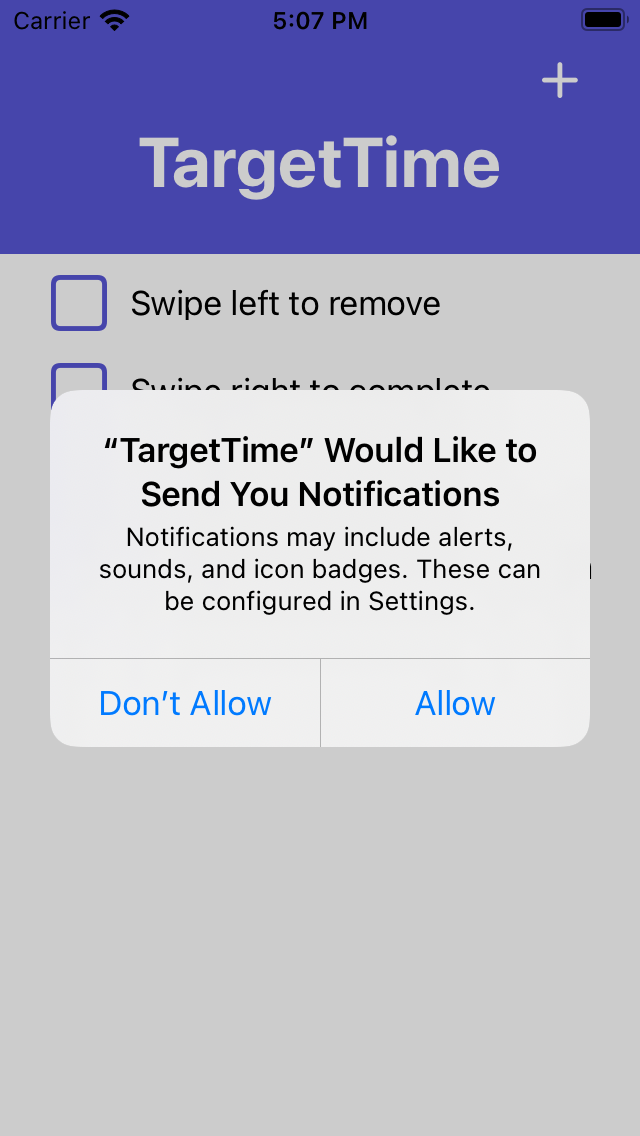 Carrier
5:07 PM
TargetTime
Swipe left to remove
Swipe right to complete
“TargetTime” Would Like to
Send You Notifications
Notifications may include alerts,
sounds, and icon badges. These can
be configured in Settings.
Don’t Allow
Allow